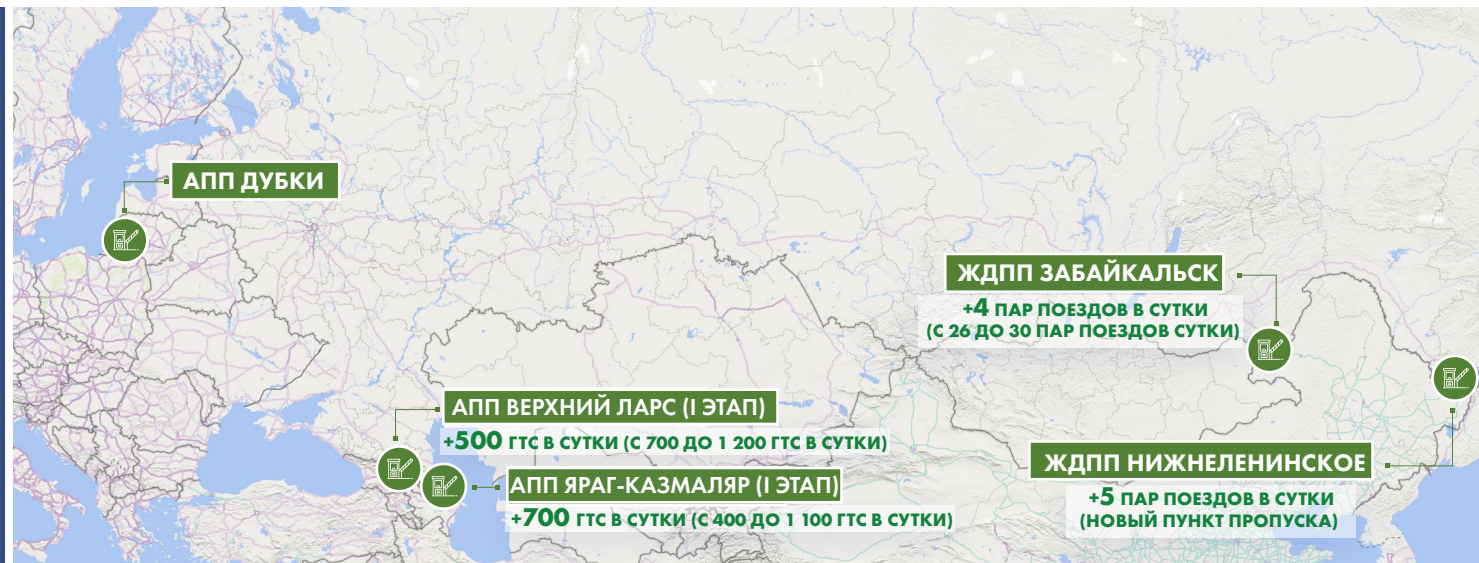 АПП ДУБКИ
ЖДПП ЗАБАЙКАЛЬСК
+4 ПАР ПОЕЗДОВ В СУТКИ
(С 26 ДО 30 ПАР ПОЕЗДОВ СУТКИ)
АПП ВЕРХНИЙ ЛАРС (I ЭТАП)
+500 ГТС В СУТКИ (С 700 ДО 1 200 ГТС В СУТКИ)
АПП ЯРАГ-КАЗМАЛЯР (I ЭТАП)
+700 ГТС В СУТКИ (С 400 ДО 1 100 ГТС В СУТКИ)
ЖДПП НИЖНЕЛЕНИНСКОЕ
+5 ПАР ПОЕЗДОВ В СУТКИ
(НОВЫЙ ПУНКТ ПРОПУСКА)